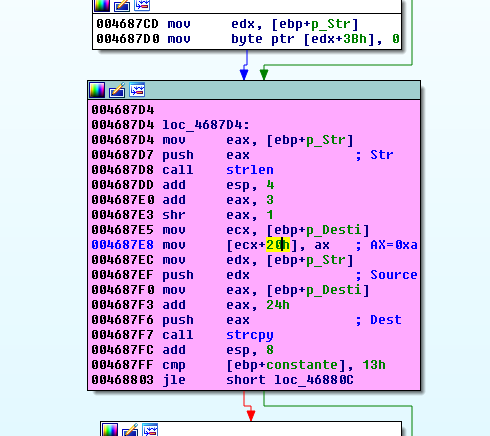 004687CD mov edx, [ebp+p_Str]
004687D0 mov byte ptr [edx+3Bh], 0
004687D4
004687D4 loc_4687D4:
004687D4 mov eax, [ebp+p_Str]
004687D7 push eax ; Str
004687D8 call strlen
004687DD add esp, 4
004687E0 add eax, 3
004687E3 shr eax, 1
004687E5 mov ecx, [ebp+p_Desti]
004687E8 mov [ecx+20h], ax ; AX=0xa
004687EC mov edx, [ebp+p_Str]
004687EF push edx ; Source
004687F0 mov eax, [ebp+p_Desti]
004687F3 add eax, 24h
004687F6 push eax ; Dest
004687F7 call strcpy
004687FC add esp, 8
004687FF cmp [ebp+constante], 13h
00468803 jle short loc_46880C